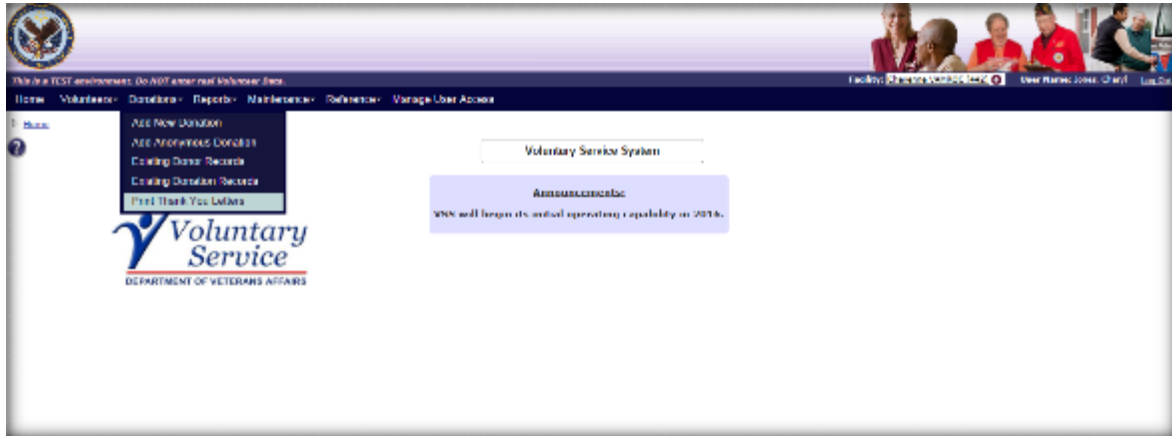 This is a TEST environment. Do NOT enter real Volunteer Data.
Facility:
User Name: Jones, Cheryl
Home Volunteers Donations Reports Maintenance Reference Manage User Access
Home
Add New Donation
Add Anonymous Donation
Existing Donor Records
Existing Donation Records
Print Thank You Letters
Voluntary Service System
Announcements:
VSS will begin its initial operating capability in 2016.
Voluntary
Service
DEPARTMENT OF VETERANS AFFAIRS